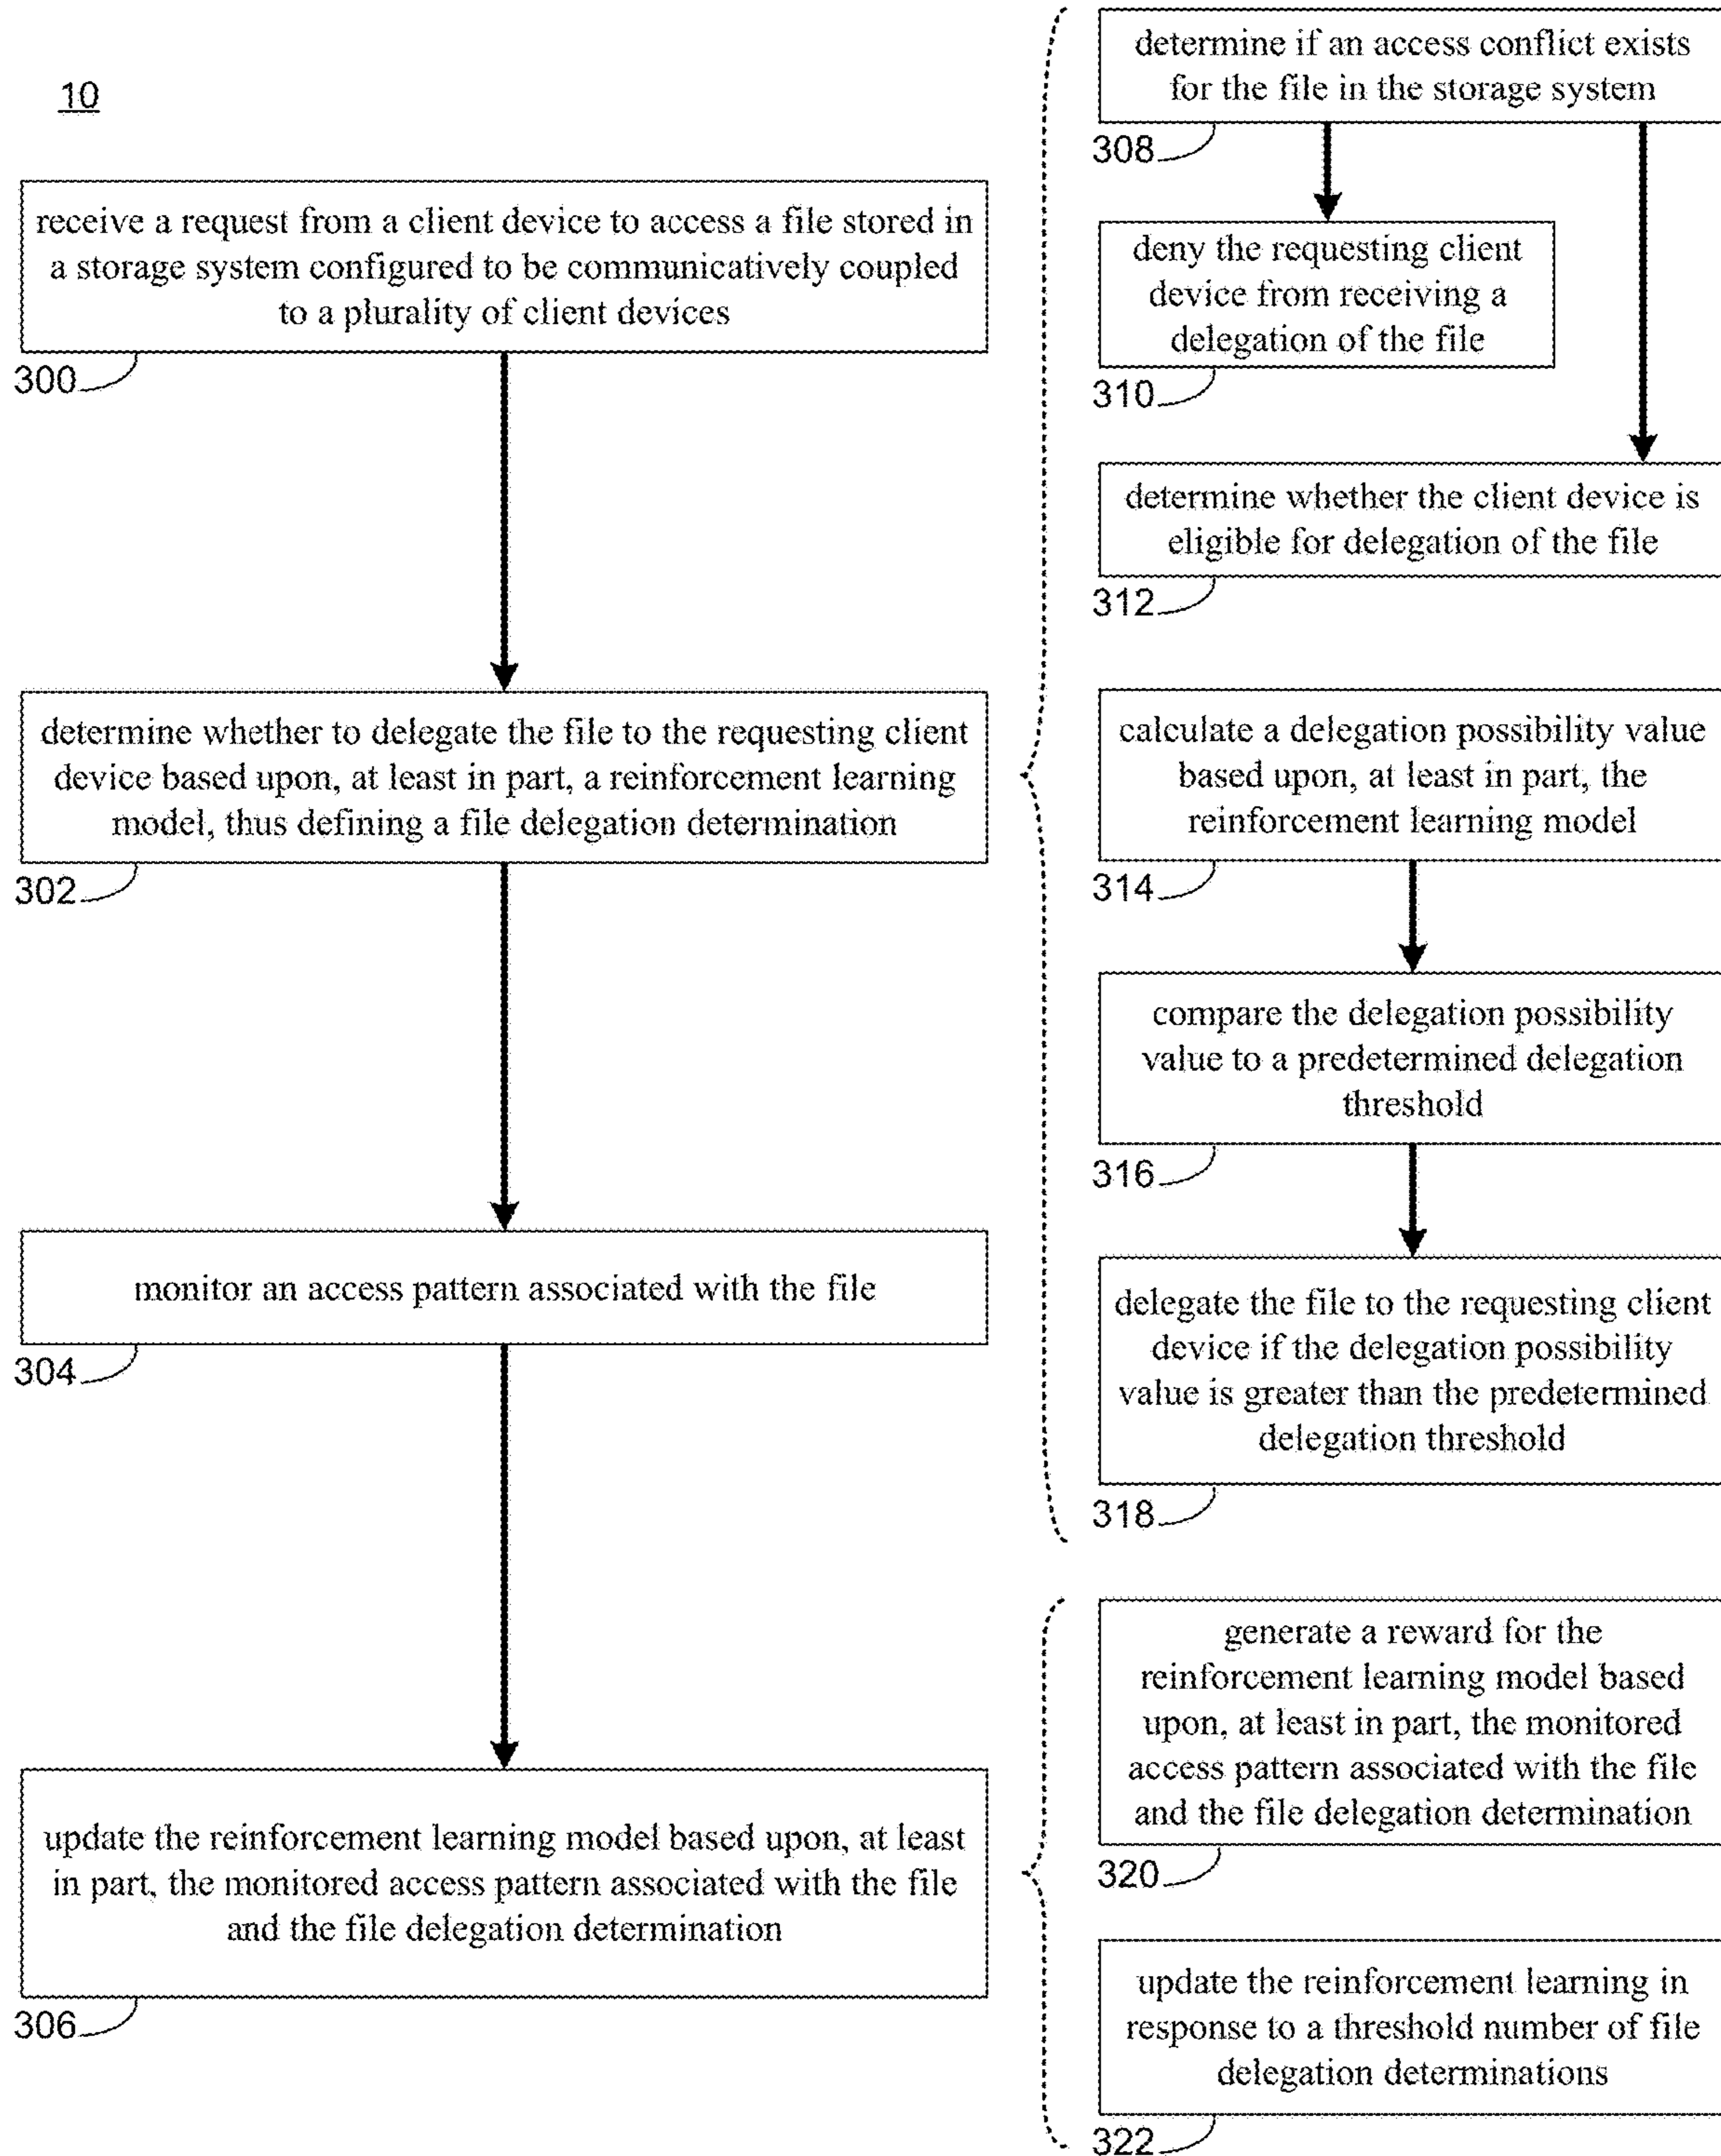 10
receive a request from a client device to access a file stored in
a storage system configured to be communicatively coupled
to a plurality of client devices
300
determine whether to delegate the file to the requesting client
device based upon, at least in part, a reinforcement learning
model, thus defining a file delegation determination
302
monitor an access pattern associated with the file
304
update the reinforcement learning model based upon, at least
in part, the monitored access pattern associated with the file
and the file delegation determination
306
determine if an access conflict exists
for the file in the storage system
308
deny the requesting client
device from receiving a
delegation of the file
310
determine whether the client device is
eligible for delegation of the file
312
calculate a delegation possibility value
based upon, at least in part, the
reinforcement learning model
314
compare the delegation possibility
value to a predetermined delegation
threshold
316
delegate the file to the requesting client
device if the delegation possibility
value is greater than the predetermined
delegation threshold
318
generate a reward for the
reinforcement learning model based
upon, at least in part, the monitored
access pattern associated with the file
and the file delegation determination
320
update the reinforcement learning in
response to a threshold number of file
delegation determinations
322